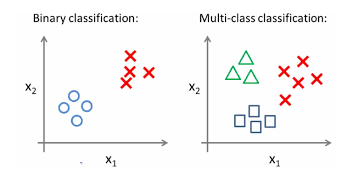 Binary classification:
Multi-class classification:
x2
x1
x2
x1